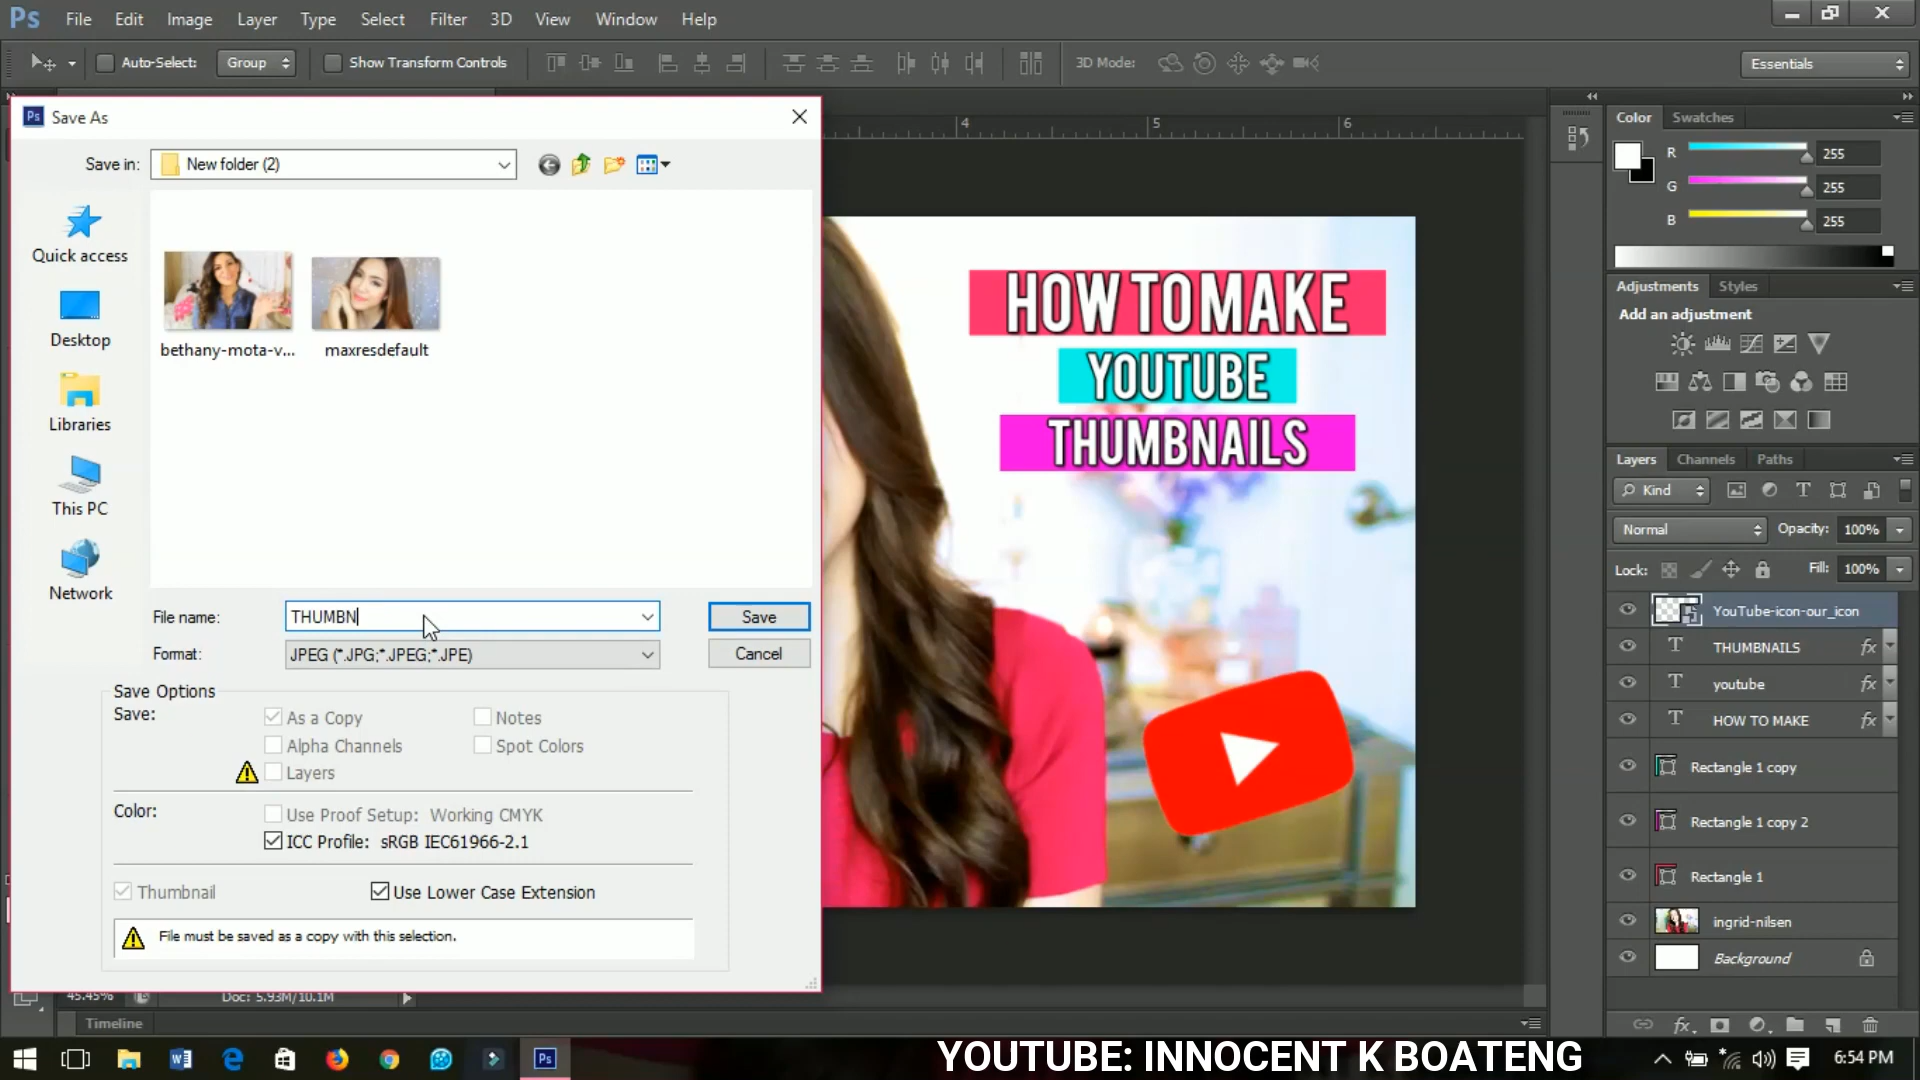 Ps File Edit Image Layer Type Select Filter 3D View Window Help
Auto-Select: Group Show Transform Controls 3D Mode: Essentials
Ps Save As
Save in: New folder (2)
Quick access
Desktop
Libraries
This PC
Network
bethany-mota-v... maxresdefault
File name: THUMBN Save
Format: JPEG (*.JPG;*.JPEG;*.JPE) Cancel
Save Options
Save:
As a Copy Notes
Alpha Channels Spot Colors
Layers
Color:
Use Proof Setup: Working CMYK
ICC Profile: sRGB IEC61966-2.1
Thumbnail Use Lower Case Extension
File must be saved as a copy with this selection.
4 5 6
HOW TO MAKE
YOUTUBE
THUMBNAILS
Color Swatches
R 255
G 255
B 255
Adjustments Styles
Add an adjustment
Layers Channels Paths
Kind
Normal Opacity: 100%
Lock: Fill: 100%
YouTube-icon-our_icon
T THUMBNAILS fx
T youtube fx
T HOW TO MAKE fx
Rectangle 1 copy
Rectangle 1 copy 2
Rectangle 1
ingrid-nilsen
Background
45.45% Doc: 5.93M/10.1M
Timeline
YOUTUBE: INNOCENT K BOATENG
6:54 PM